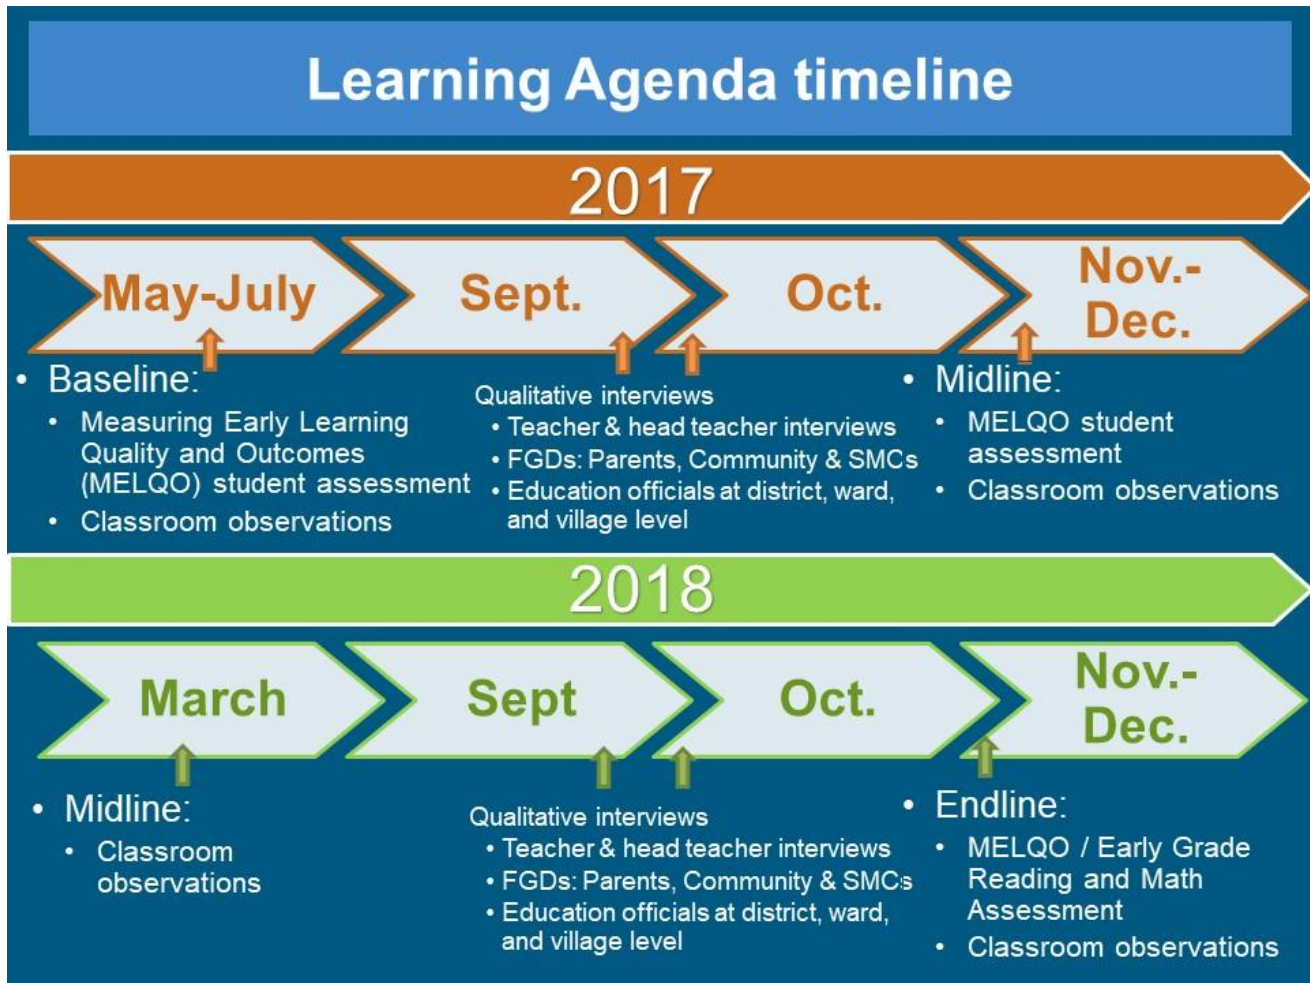 Learning Agenda timeline
2017
May-July
Sept.
Oct.
Nov.-
Dec.
• Baseline:
• Measuring Early Learning
Quality and Outcomes
(MELQO) student assessment
• Classroom observations
Qualitative interviews
• Teacher & head teacher interviews
• FGDs: Parents, Community & SMCs
• Education officials at district, ward,
and village level
• Midline:
• MELQO student
assessment
• Classroom observations
2018
March
Sept
Oct.
Nov.-
Dec.
• Midline:
• Classroom
observations
Qualitative interviews
• Teacher & head teacher interviews
• FGDs: Parents, Community & SMCs
• Education officials at district, ward,
and village level
• Endline:
• MELQO / Early Grade
Reading and Math
Assessment
• Classroom observations